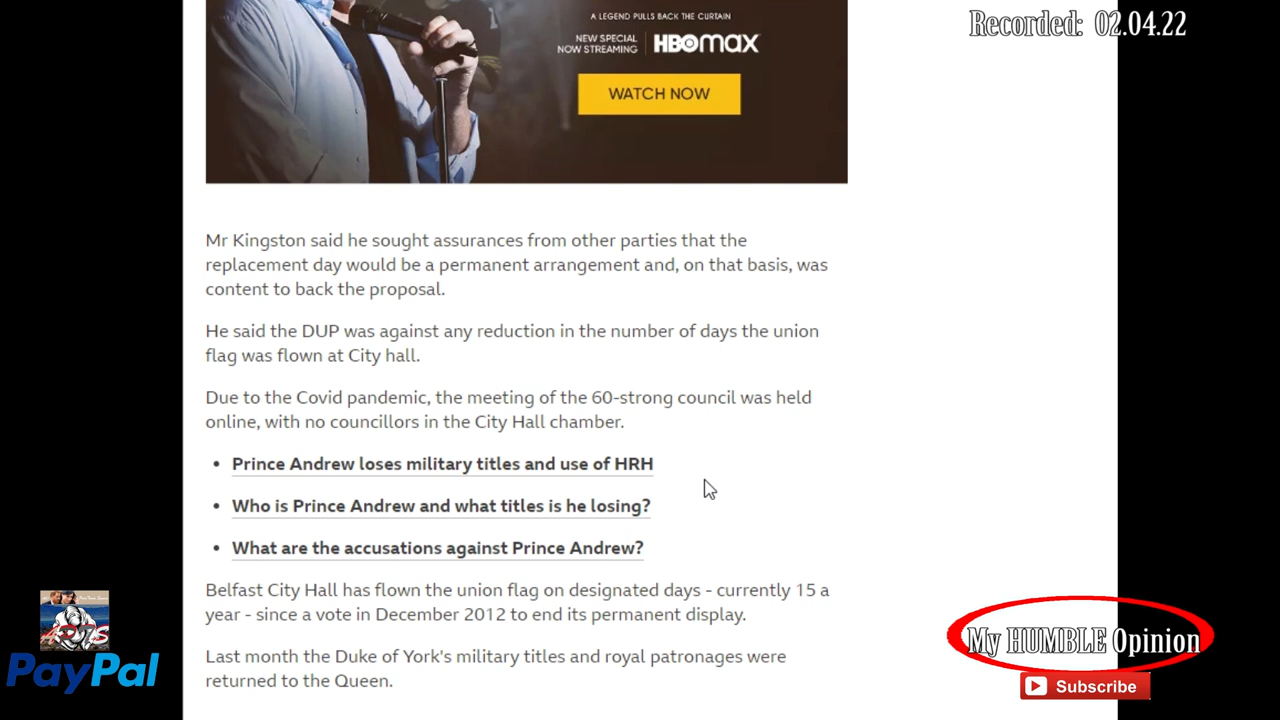 Recorded: 02.04.22
A LEGEND PULLS BACK THE CURTAIN
NEW SPECIAL
NOW STREAMING
HBOmax
WATCH NOW
Mr Kingston said he sought assurances from other parties that the
replacement day would be a permanent arrangement and, on that basis, was
content to back the proposal.
He said the DUP was against any reduction in the number of days the union
flag was flown at City hall.
Due to the Covid pandemic, the meeting of the 60-strong council was held
online, with no councillors in the City Hall chamber.
• Prince Andrew loses military titles and use of HRH
• Who is Prince Andrew and what titles is he losing?
• What are the accusations against Prince Andrew?
Belfast City Hall has flown the union flag on designated days - currently 15 a
year - since a vote in December 2012 to end its permanent display.
Last month the Duke of York's military titles and royal patronages were
returned to the Queen.
PayPal
My HUMBLE Opinion
Subscribe